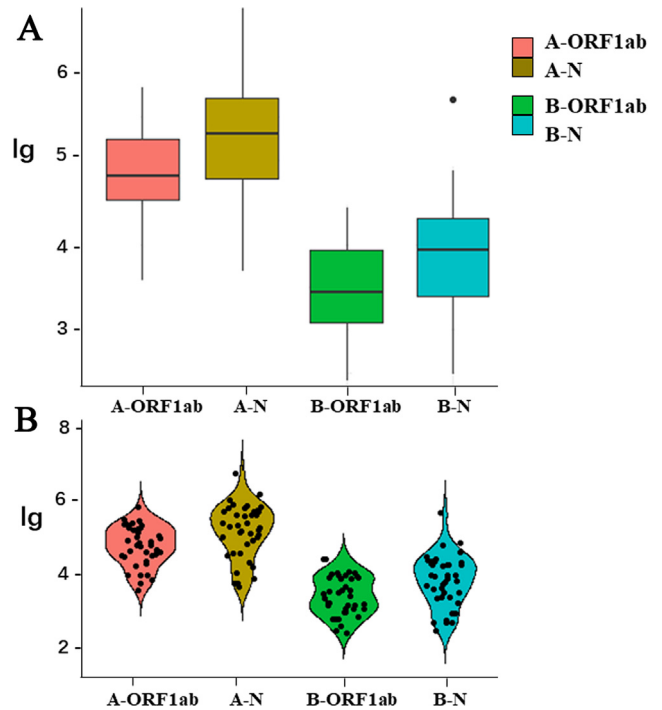 A
A-ORF1ab
A-N
B-ORF1ab
B-N
lg
6
5
4
3
A-ORF1ab A-N B-ORF1ab B-N
B
lg
8
6
4
2
A-ORF1ab A-N B-ORF1ab B-N